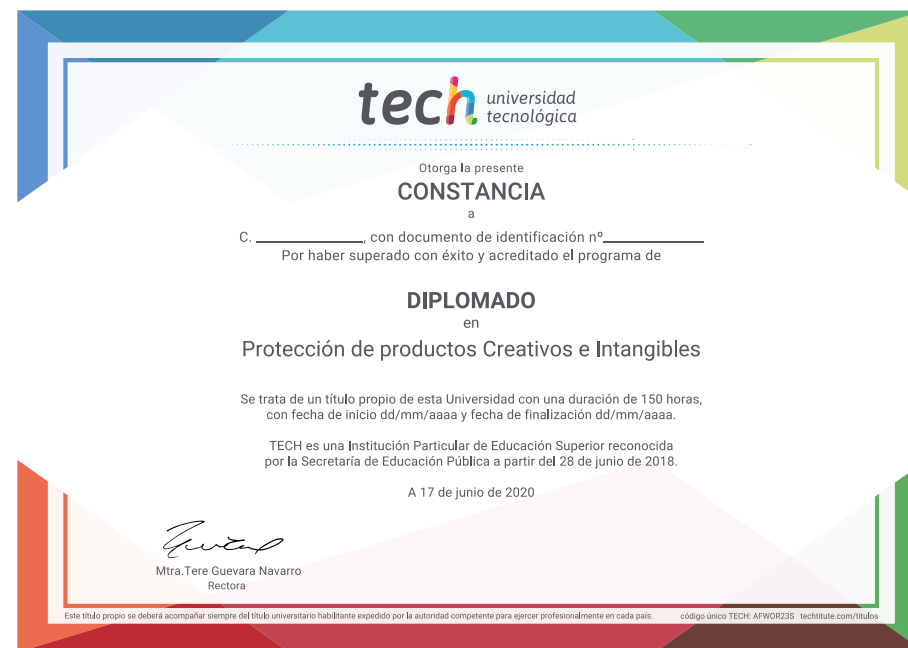 tech universidad
tecnológica
Otorga la presente
CONSTANCIA
a
C. ____________, con documento de identificación nº____________
Por haber superado con éxito y acreditado el programa de
DIPLOMADO
en
Protección de productos Creativos e Intangibles
Se trata de un título propio de esta Universidad con una duración de 150 horas,
con fecha de inicio dd/mm/aaaa y fecha de finalización dd/mm/aaaa.
TECH es una Institución Particular de Educación Superior reconocida
por la Secretaría de Educación Pública a partir del 28 de junio de 2018.
A 17 de junio de 2020
Mtra.Tere Guevara Navarro
Rectora
Este título propio se deberá acompañar siempre del título universitario habilitante expedido por la autoridad competente para ejercer profesionalmente en cada país. código único TECH: AFWOR23S techtitute.com/titulos